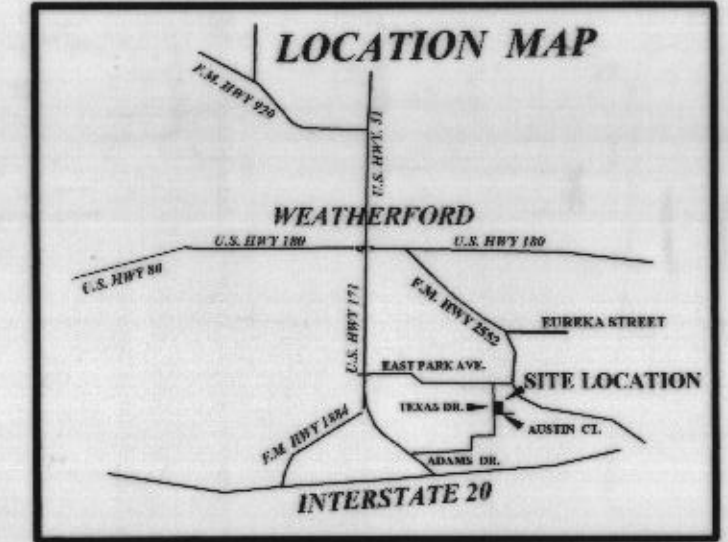 LOCATION MAP
F.M. HWY 920
U.S. HWY. 51
WEATHERFORD
U.S. HWY 180
U.S. HWY 180
U.S. HWY 80
F.M. HWY 2552
U.S. HWY 171
EUREKA STREET
EAST PARK AVE.
SITE LOCATION
TEXAS DR.
AUSTIN CT.
F.M. HWY 1884
ADAMS DR.
INTERSTATE 20